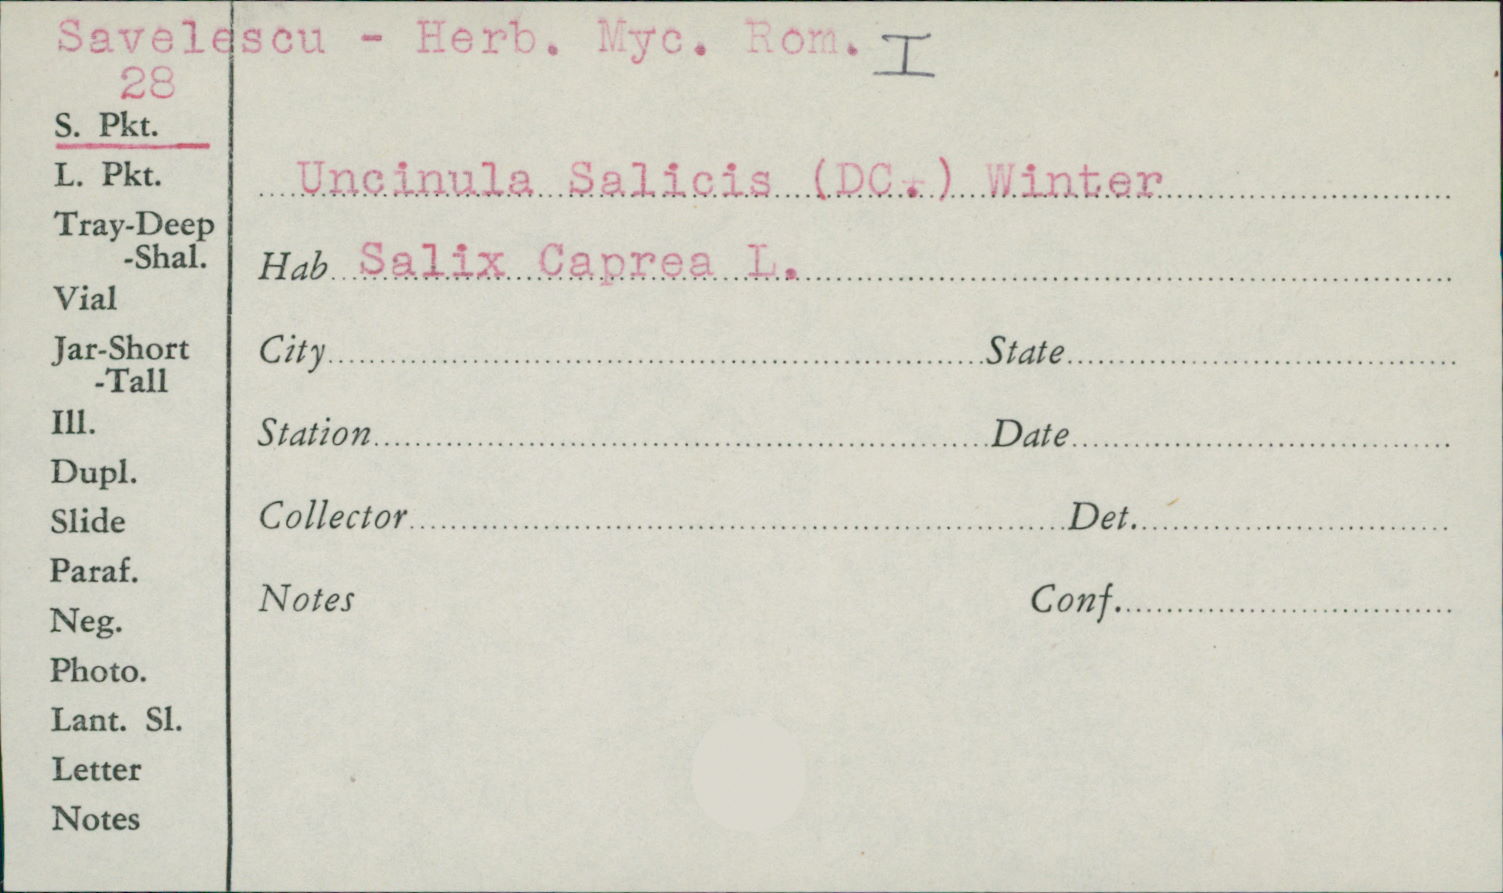 Savelescu - Herb. Myc. Rom. I
28
S. Pkt.
L. Pkt.
Uncinula Salicis (DC.) Winter
Tray-Deep
-Shal.
Hab Salix Caprea L.
Vial
Jar-Short
-Tall
City State
Ill.
Station Date
Dupl.
Slide
Collector Det.
Paraf.
Neg.
Notes Conf.
Photo.
Lant. Sl.
Letter
Notes